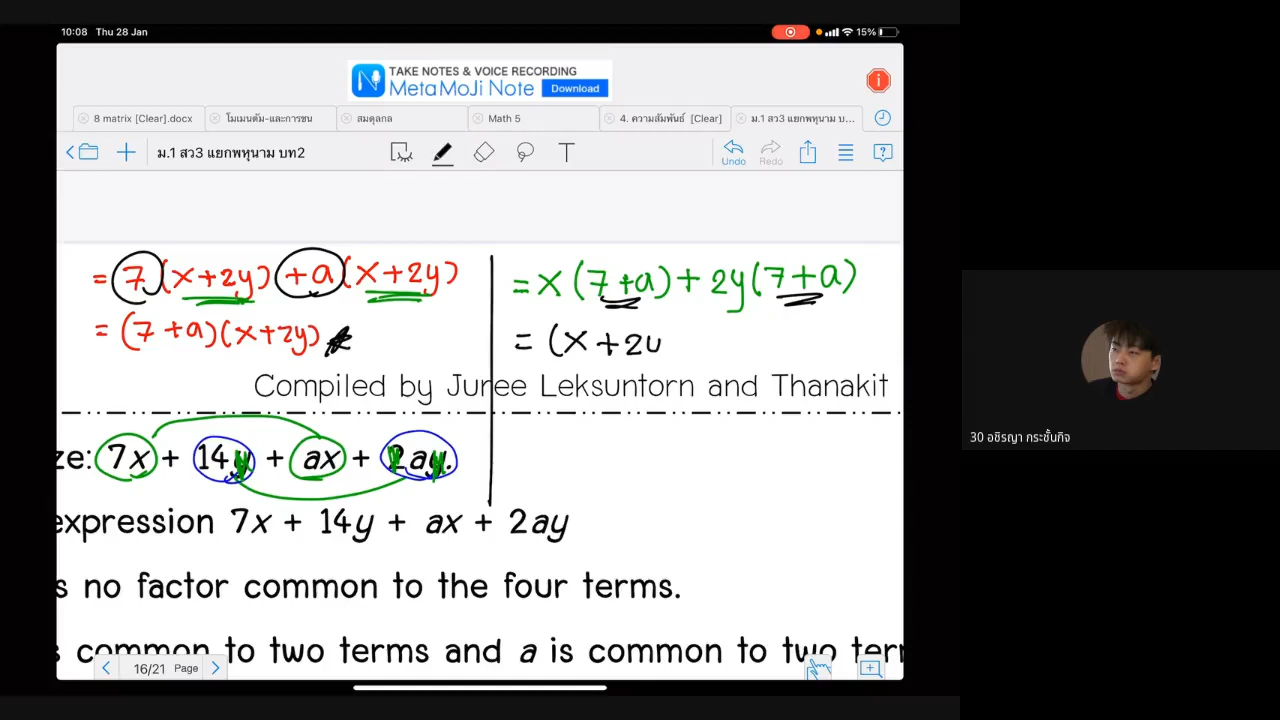 10:08 Thu 28 Jan
15%
TAKE NOTES & VOICE RECORDING
MetaMoJi Note Download
8 matrix [Clear].docx
โมเมนตัม-และการชน
สมดุลกล
Math 5
4. ความสัมพันธ์ [Clear]
ม.1 สว3 แยกพหุนาม บ...
ม.1 สว3 แยกพหุนาม บท2
T
Undo
Redo
= 7(x+2y) +a(x+2y)
= (7+a)(x+2y)
= x(7+a)+2y(7+a)
= (x+2y
Compiled by Juree Leksuntorn and Thanakit
ze: 7x + 14y + ax + 2ay.
expression 7x + 14y + ax + 2ay
s no factor common to the four terms.
s common to two terms and a is common to two terr
16/21 Page
30 อชิรญา กระชั้นกิจ